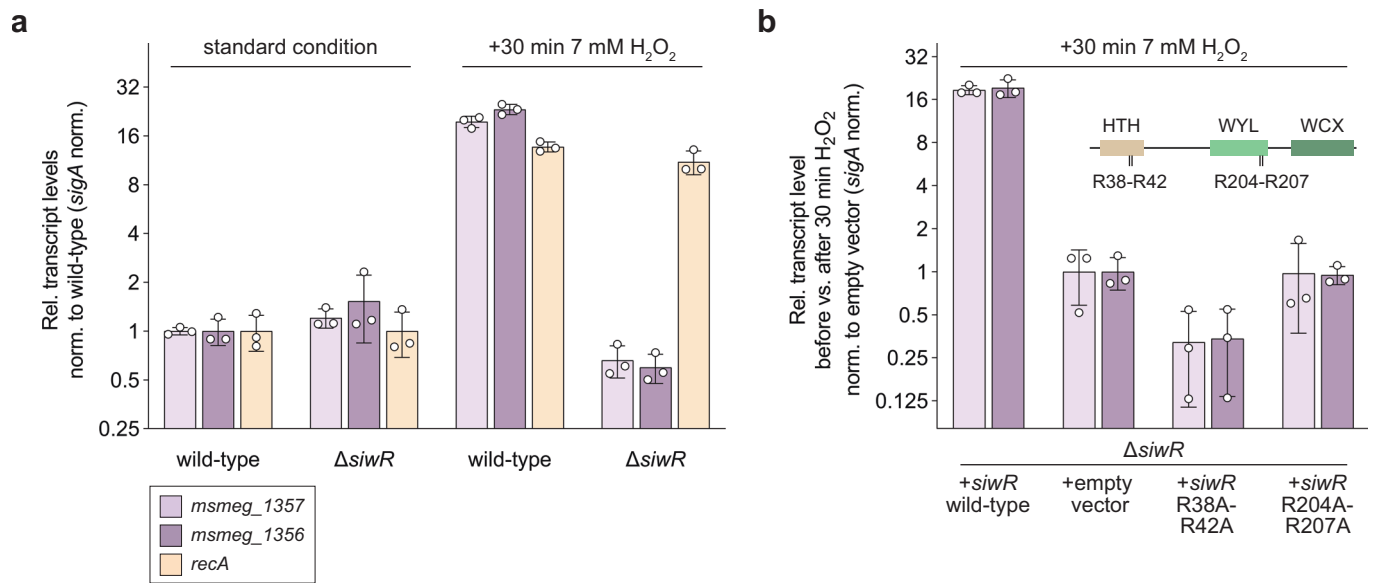 a
standard condition
+30 min 7 mM H₂O₂
Rel. transcript levels
norm. to wild-type (sigA norm.)
32
16
8
4
2
1
0.5
0.25
wild-type
ΔsiwR
wild-type
ΔsiwR
msmeg_1357
msmeg_1356
recA
b
+30 min 7 mM H₂O₂
Rel. transcript level
before vs. after 30 min H₂O₂
norm. to empty vector (sigA norm.)
32
16
8
4
2
1
0.5
0.25
0.125
HTH
WYL
WCX
R38-R42
R204-R207
ΔsiwR
+siwR
wild-type
+empty
vector
+siwR
R38A-
R42A
+siwR
R204A-
R207A